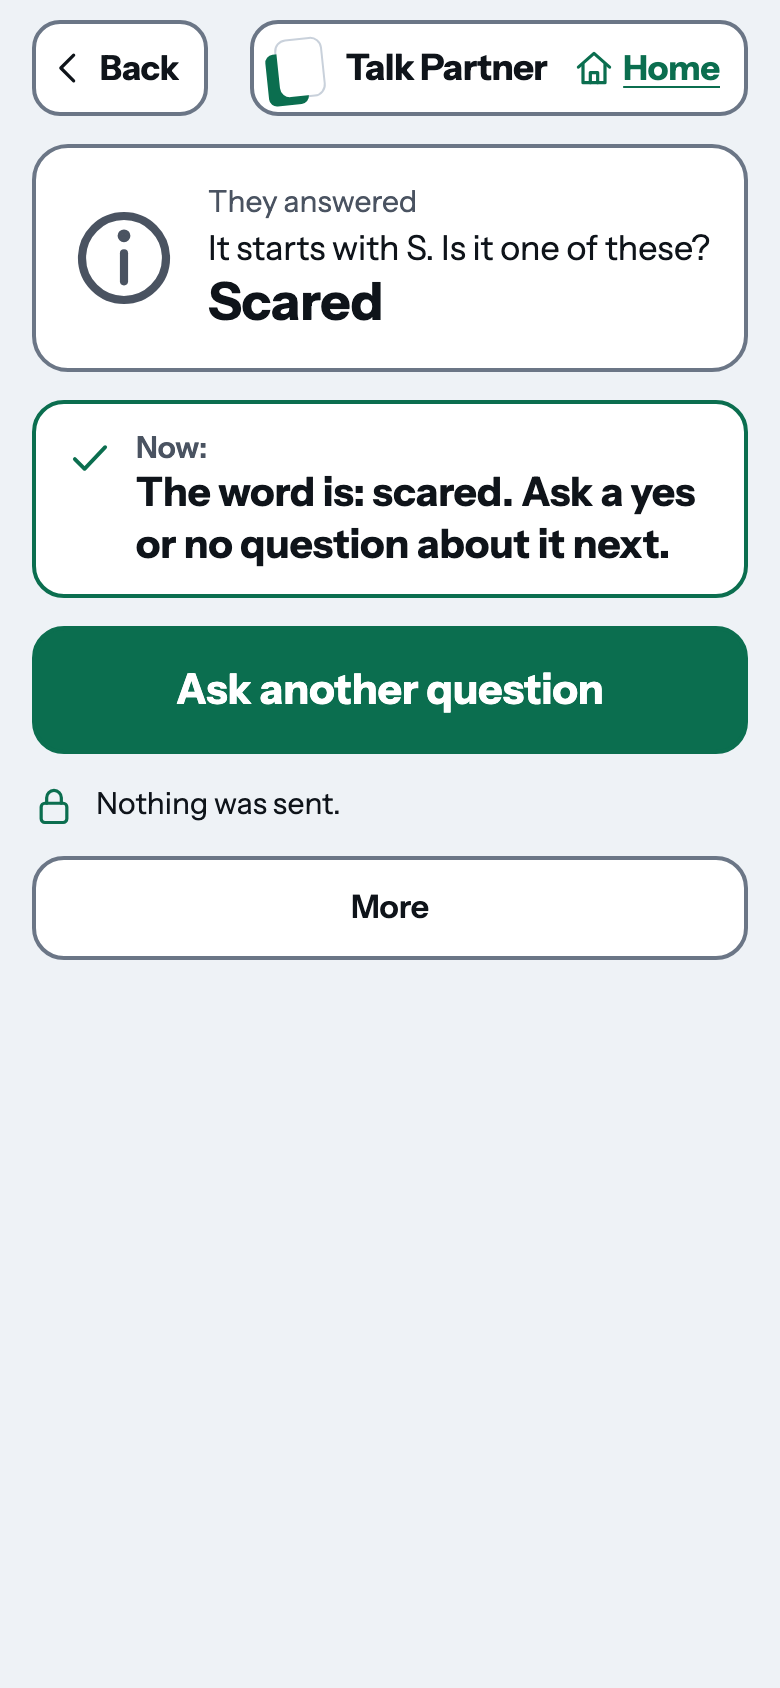 Back
Talk Partner
Home
They answered
It starts with S. Is it one of these?
Scared
Now:
The word is: scared. Ask a yes
or no question about it next.
Ask another question
Nothing was sent.
More